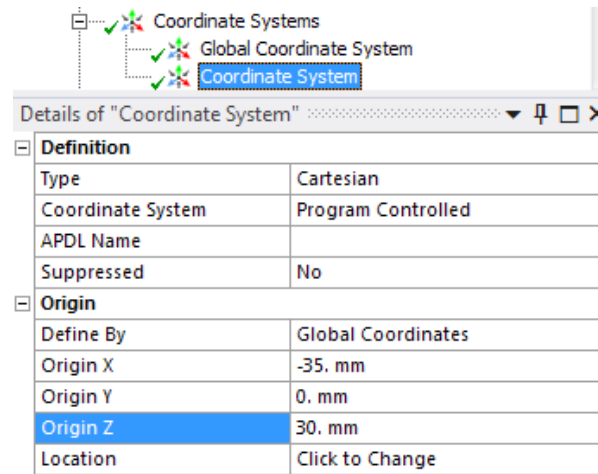 Coordinate Systems
Global Coordinate System
Coordinate System
Details of "Coordinate System"
Definition
Type Cartesian
Coordinate System Program Controlled
APDL Name
Suppressed No
Origin
Define By Global Coordinates
Origin X -35. mm
Origin Y 0. mm
Origin Z 30. mm
Location Click to Change